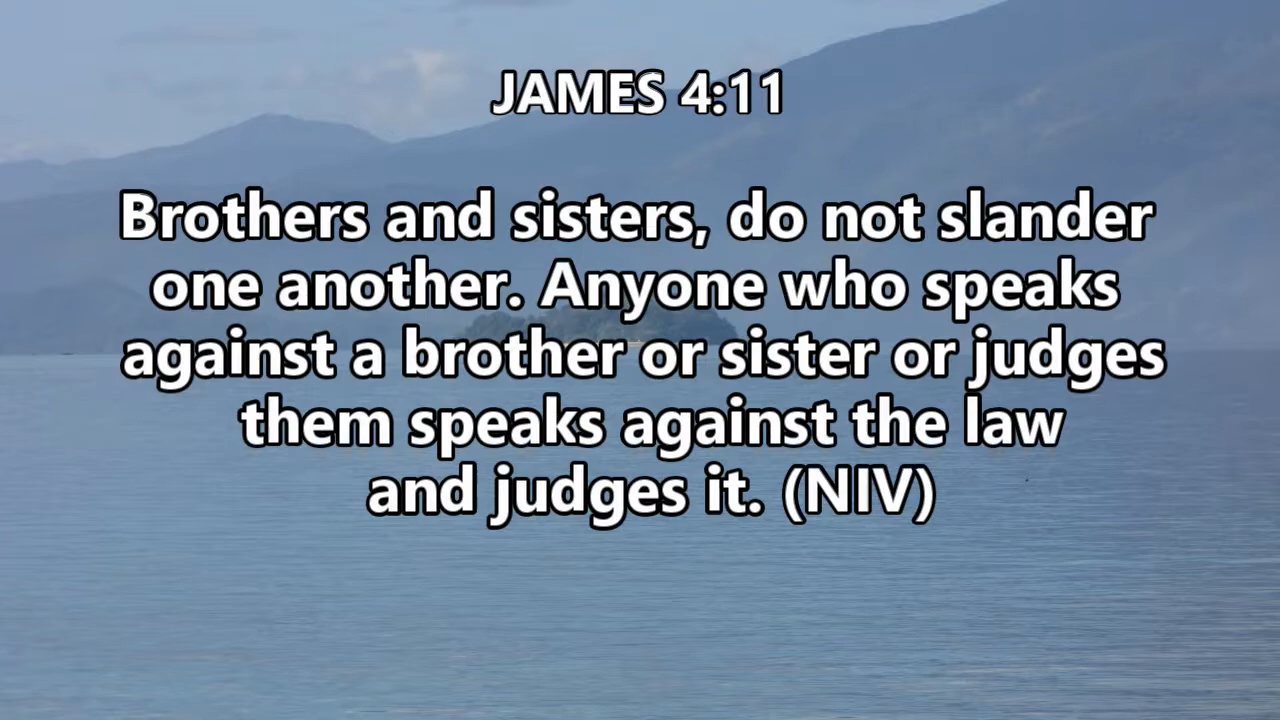 JAMES 4:11
Brothers and sisters, do not slander
one another. Anyone who speaks
against a brother or sister or judges
them speaks against the law
and judges it. (NIV)